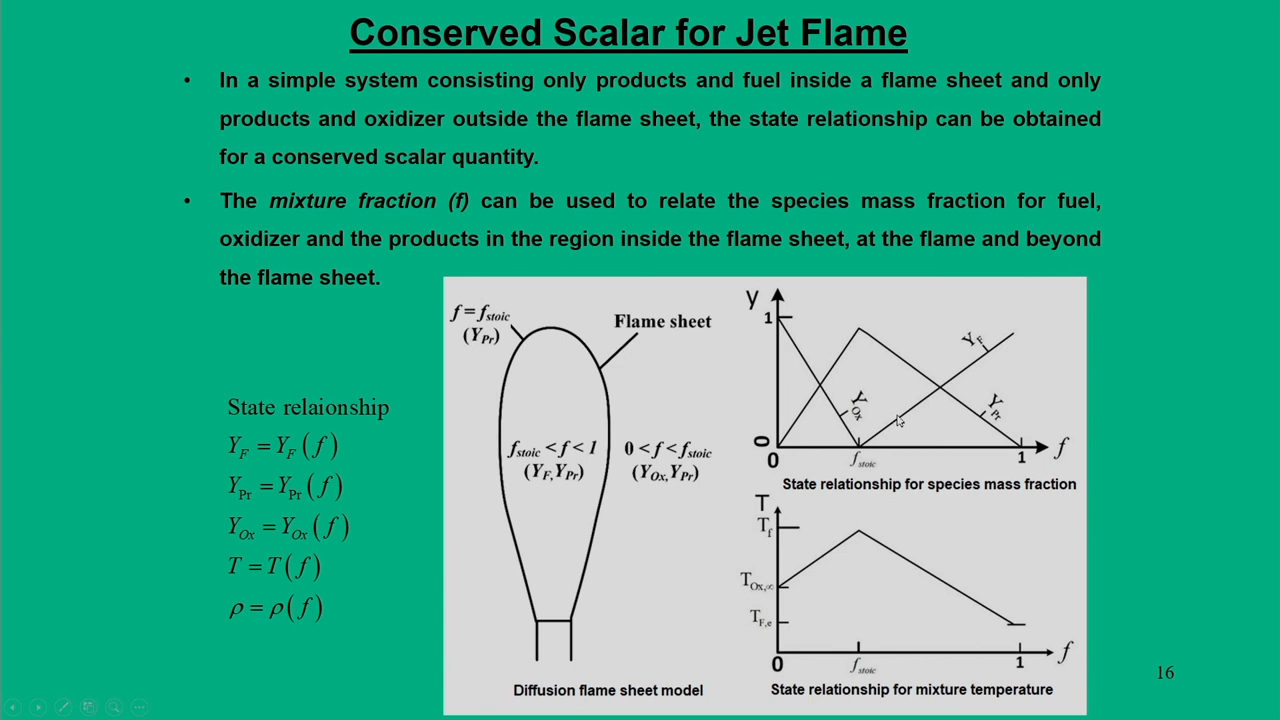 Conserved Scalar for Jet Flame
• In a simple system consisting only products and fuel inside a flame sheet and only
products and oxidizer outside the flame sheet, the state relationship can be obtained
for a conserved scalar quantity.
• The mixture fraction (f) can be used to relate the species mass fraction for fuel,
oxidizer and the products in the region inside the flame sheet, at the flame and beyond
the flame sheet.
State relaionship
Y_F = Y_F ( f )
Y_Pr = Y_Pr ( f )
Y_Ox = Y_Ox ( f )
T = T ( f )
ρ = ρ ( f )
f = f_stoic
(Y_Pr)
Flame sheet
f_stoic < f < 1
(Y_F, Y_Pr)
0 < f < f_stoic
(Y_Ox, Y_Pr)
Diffusion flame sheet model
y
1
0
0
Y_Ox
Y_F
Y_Pr
f_stoic
1
f
State relationship for species mass fraction
T
T_f
T_Ox,∞
T_F,e
0
f_stoic
1
f
State relationship for mixture temperature
16